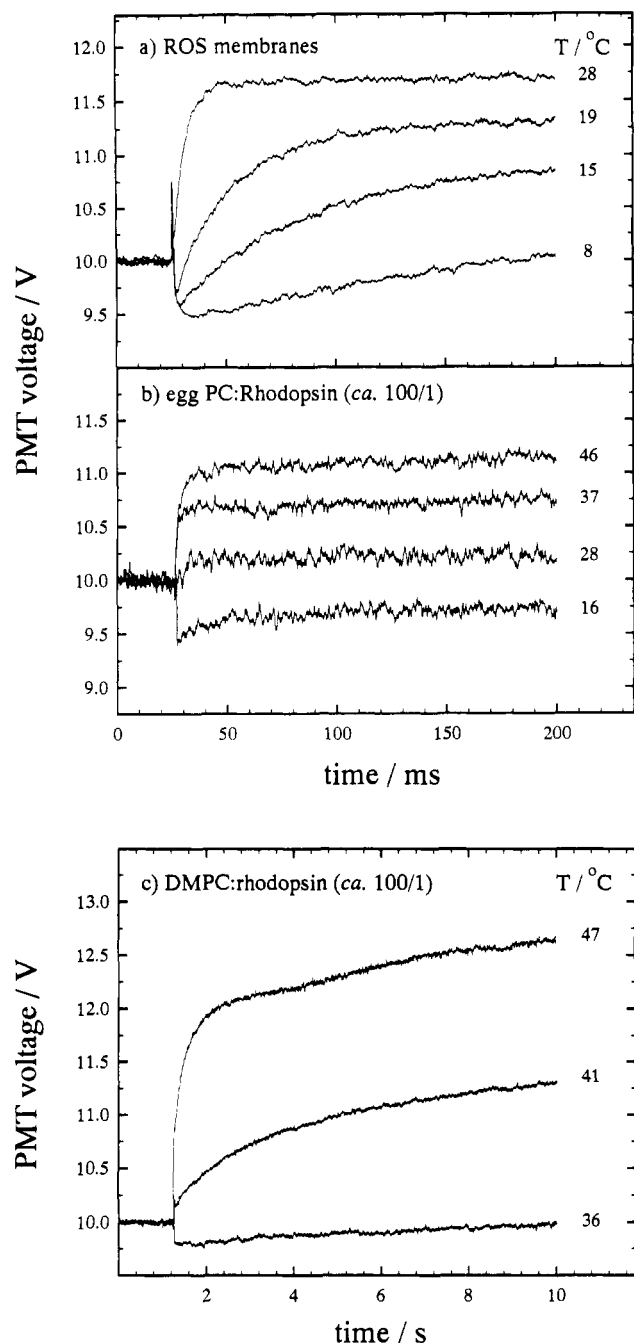 a) ROS membranes
T / °C
12.0
11.5
11.0
10.5
10.0
9.5
28
19
15
8
b) egg PC:Rhodopsin (ca. 100/1)
11.5
11.0
10.5
10.0
9.5
9.0
46
37
28
16
PMT voltage / V
0 50 100 150 200
time / ms
c) DMPC:rhodopsin (ca. 100/1)
T / °C
13.0
12.5
12.0
11.5
11.0
10.5
10.0
47
41
36
PMT voltage / V
2 4 6 8 10
time / s